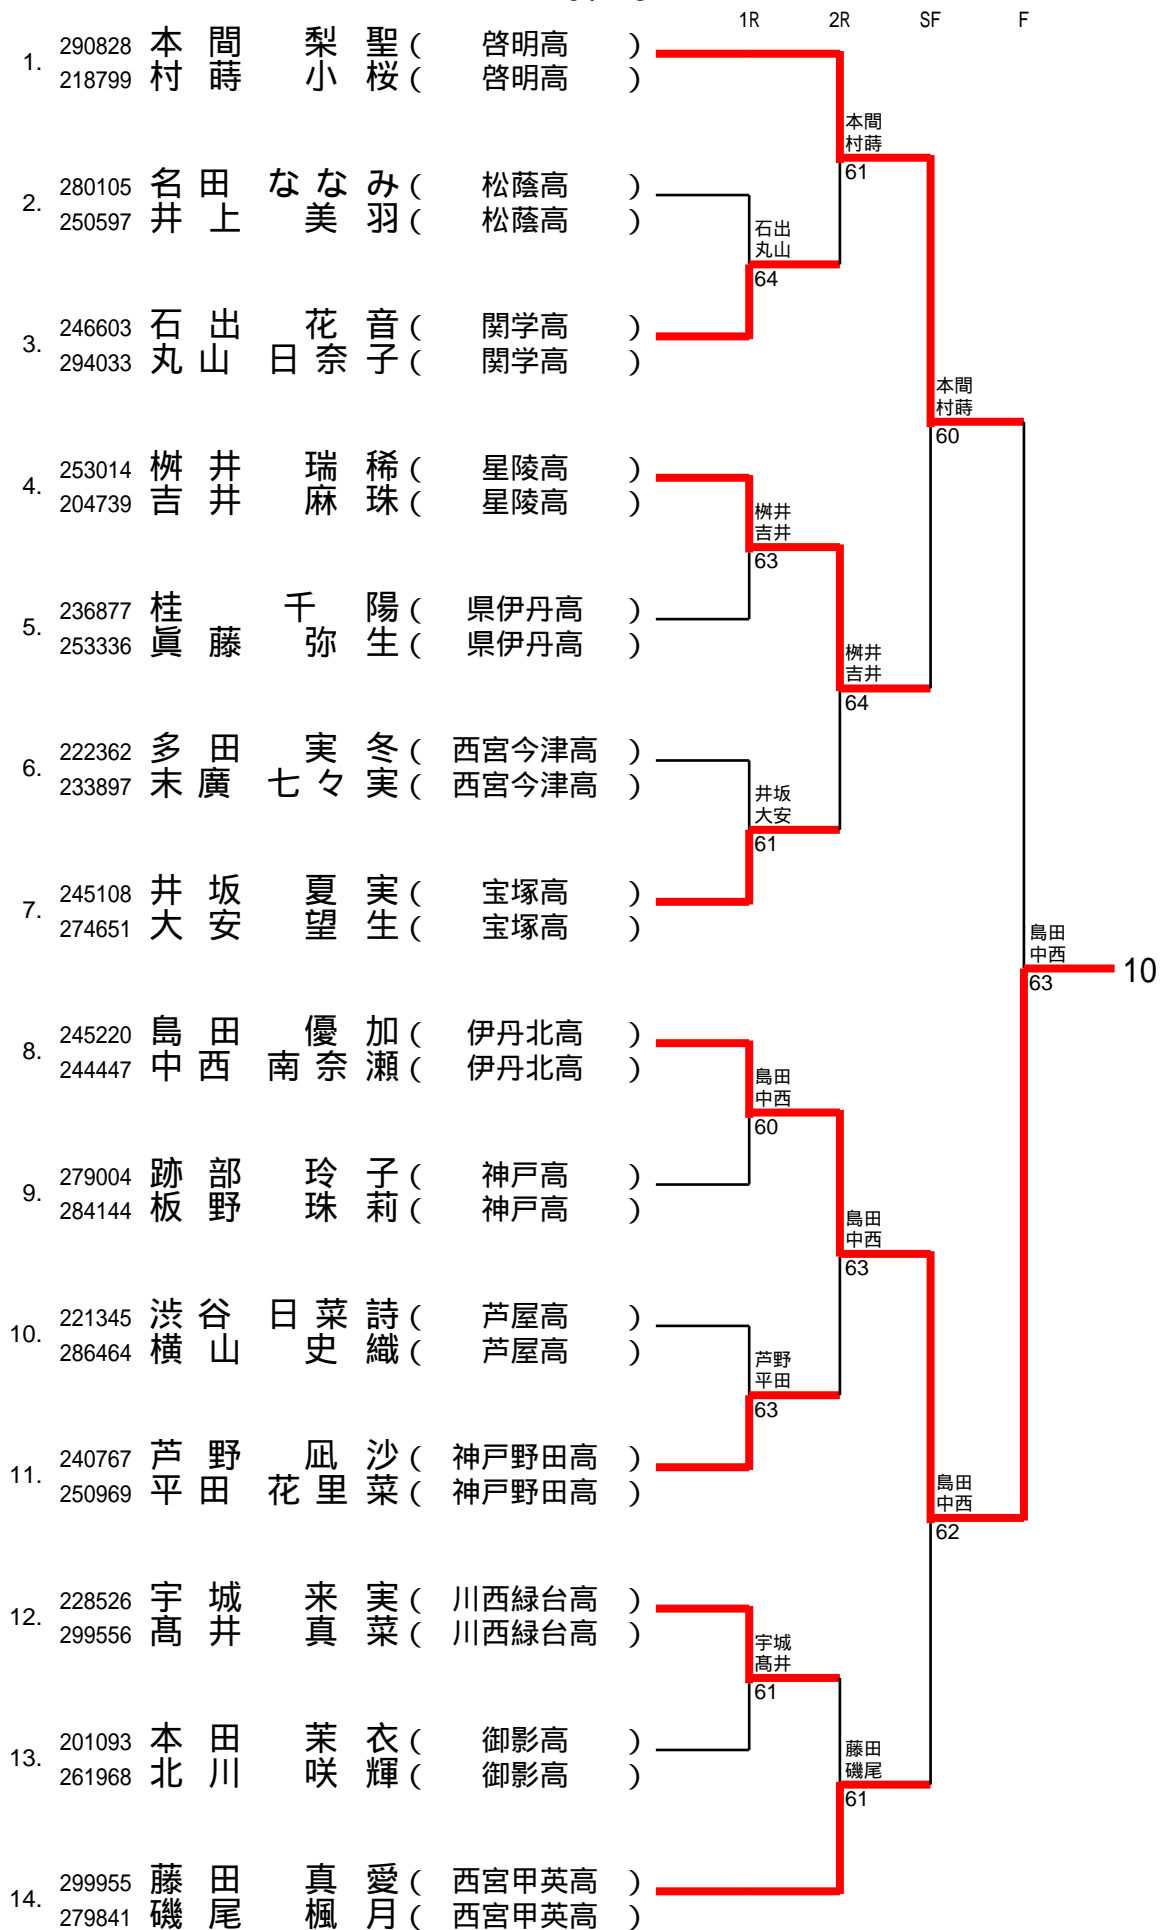 1R 2R SF F
1. 290828 本間 梨聖 ( 啓明高 )
218799 村蒔 小桜 ( 啓明高 )
本間
村蒔
61
2. 280105 名田 ななみ ( 松蔭高 )
250597 井上 美羽 ( 松蔭高 )
石出
丸山
64
3. 246603 石出 花音 ( 関学高 )
294033 丸山 日奈子 ( 関学高 )
本間
村蒔
60
4. 253014 桝井 瑞稀 ( 星陵高 )
204739 吉井 麻珠 ( 星陵高 )
桝井
吉井
63
5. 236877 桂 千陽 ( 県伊丹高 )
253336 眞藤 弥生 ( 県伊丹高 )
桝井
吉井
64
6. 222362 多田 実冬 ( 西宮今津高 )
233897 末廣 七々実 ( 西宮今津高 )
井坂
大安
61
7. 245108 井坂 夏実 ( 宝塚高 )
274651 大安 望生 ( 宝塚高 )
島田
中西
63
10
8. 245220 島田 優加 ( 伊丹北高 )
244447 中西 南奈瀬 ( 伊丹北高 )
島田
中西
60
9. 279004 跡部 玲子 ( 神戸高 )
284144 板野 珠莉 ( 神戸高 )
島田
中西
63
10. 221345 渋谷 日菜詩 ( 芦屋高 )
286464 横山 史織 ( 芦屋高 )
芦野
平田
63
11. 240767 芦野 凪沙 ( 神戸野田高 )
250969 平田 花里菜 ( 神戸野田高 )
島田
中西
62
12. 228526 宇城 来実 ( 川西緑台高 )
299556 髙井 真菜 ( 川西緑台高 )
宇城
髙井
61
13. 201093 本田 茉衣 ( 御影高 )
261968 北川 咲輝 ( 御影高 )
藤田
磯尾
61
14. 299955 藤田 真愛 ( 西宮甲英高 )
279841 磯尾 楓月 ( 西宮甲英高 )